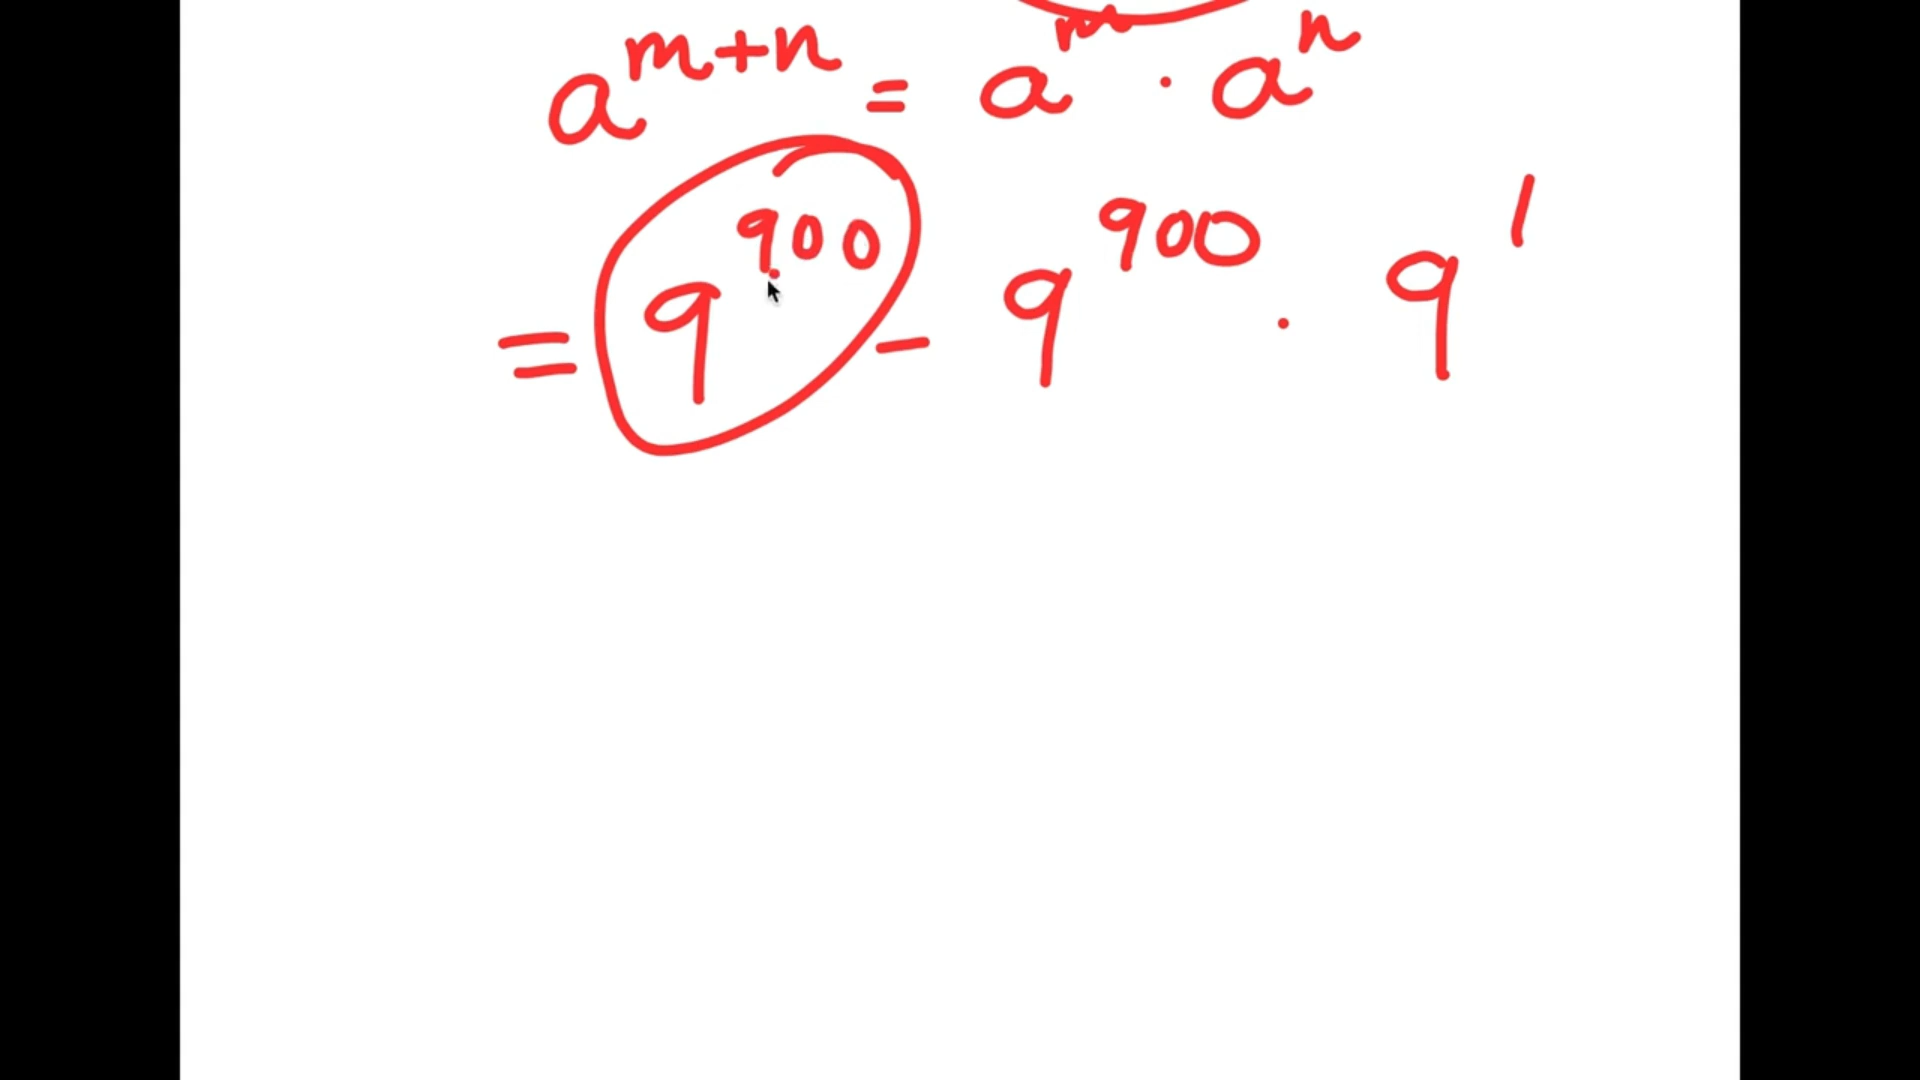 a^{m+n} = a^m · a^n
= 9^{900} - 9^{900} · 9^1